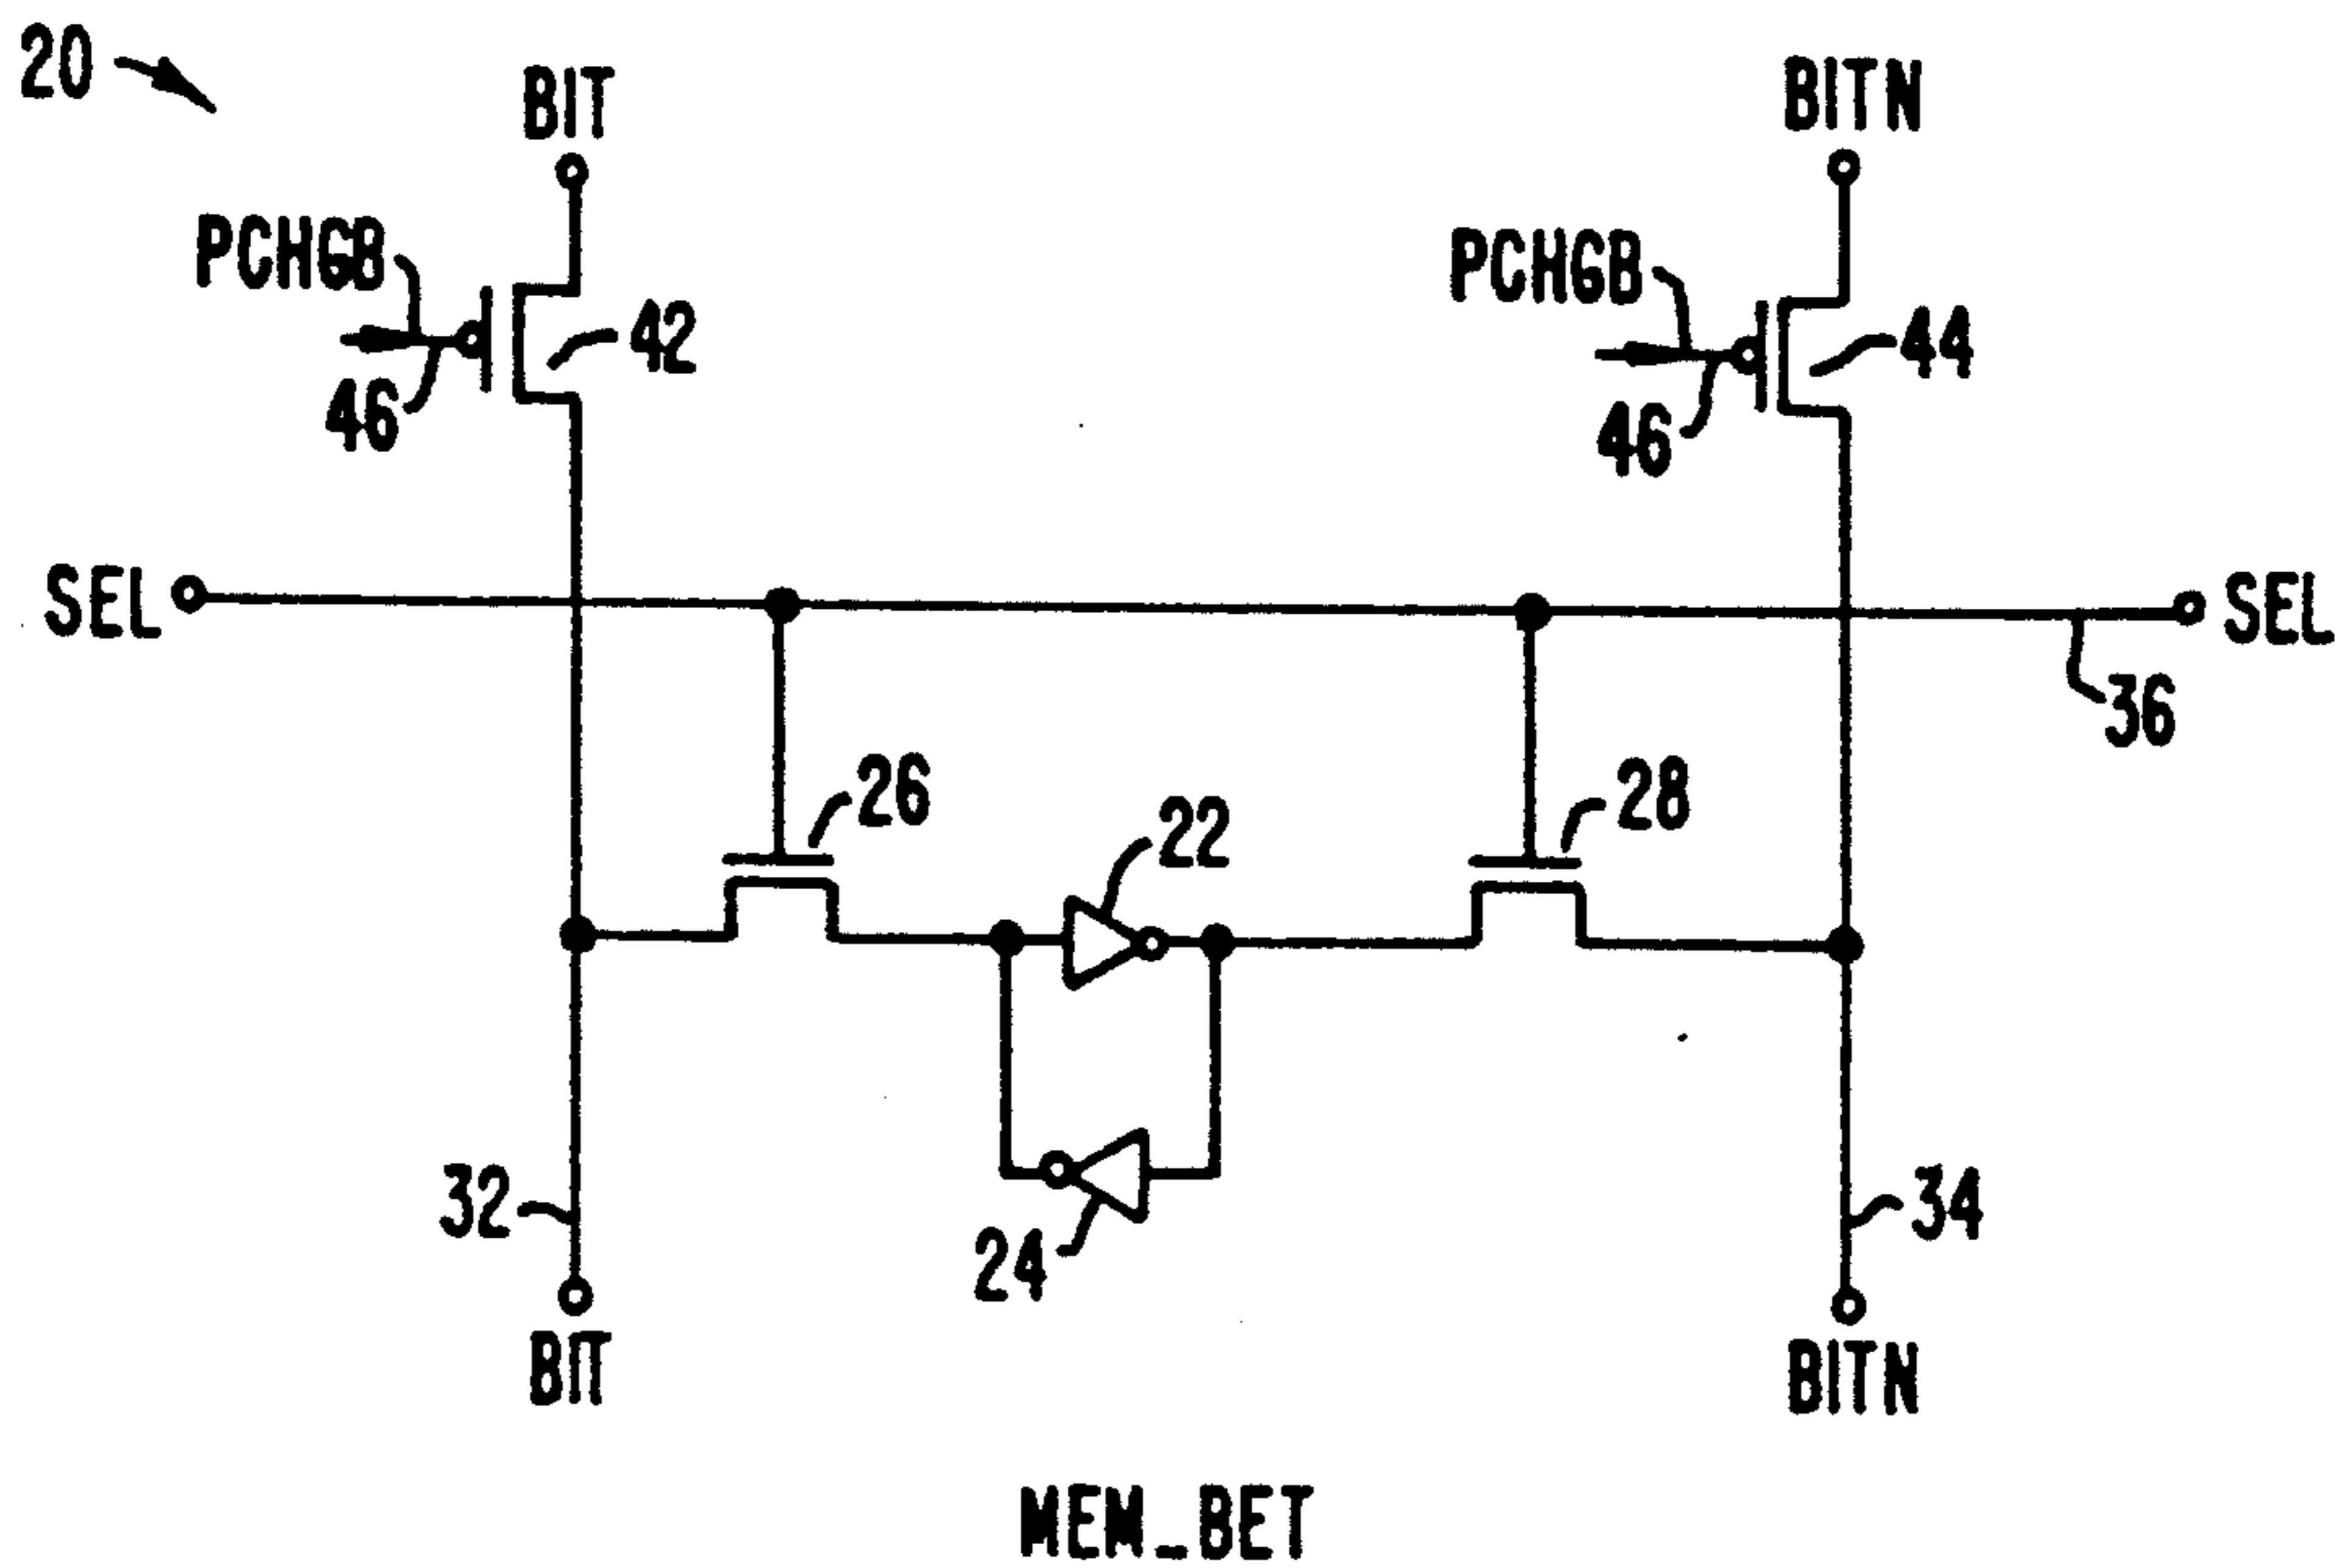 20
BIT
BITN
PCHGB
PCHGB
42
44
46
46
SEL
SEL
36
26
22
28
32
34
24
BIT
BITN
MEM_BET